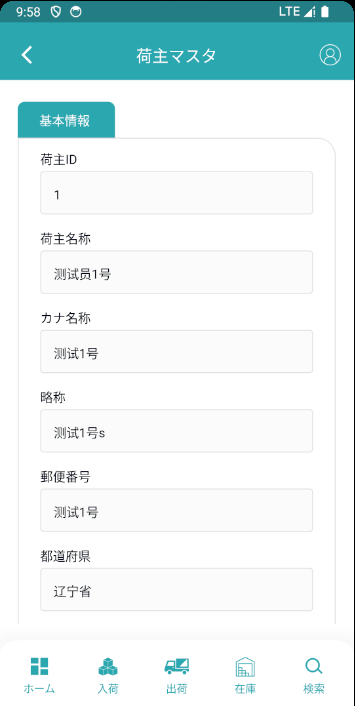 9:58
LTE
荷主マスタ
基本情報
荷主ID
1
荷主名称
测试员1号
カナ名称
测试1号
略称
测试1号s
郵便番号
测试1号
都道府県
辽宁省
ホーム
入荷
出荷
在庫
検索